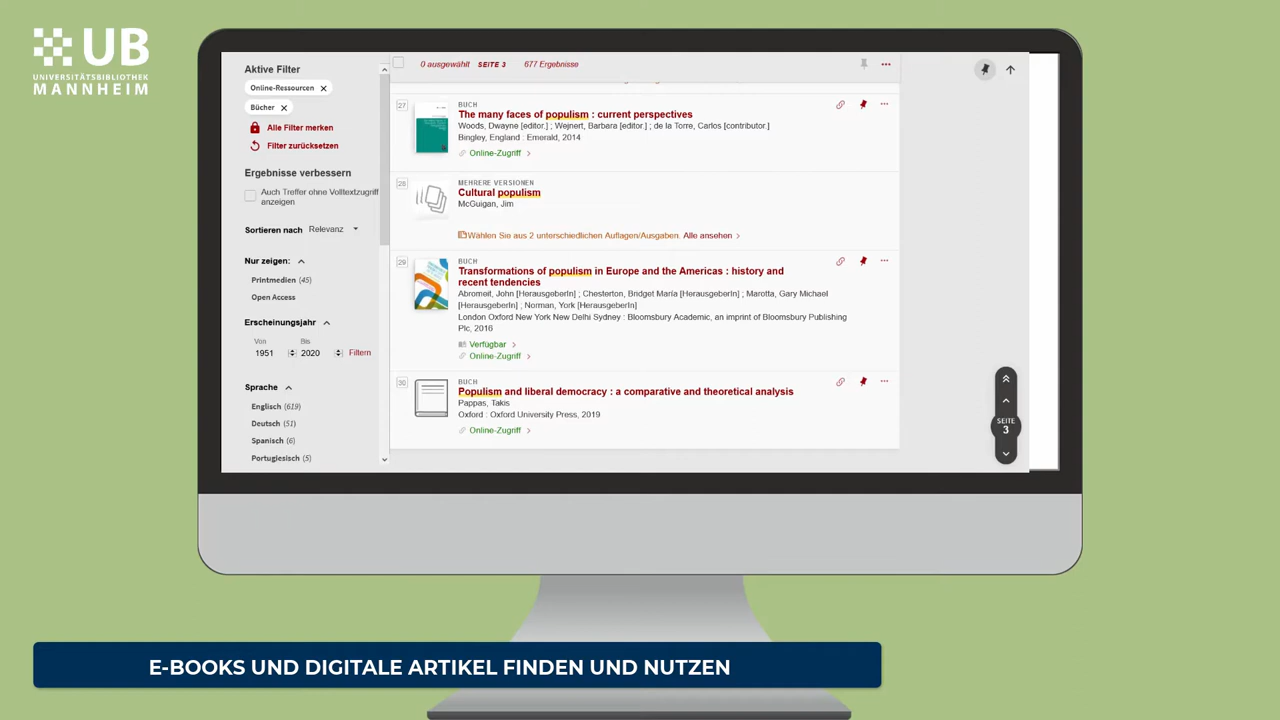 UB
UNIVERSITÄTSBIBLIOTHEK
MANNHEIM
Aktive Filter
Online-Ressourcen
Bücher
Alle Filter merken
Filter zurücksetzen
Ergebnisse verbessern
Auch Treffer ohne Volltextzugriff
anzeigen
Sortieren nach Relevanz
Nur zeigen:
Printmedien (45)
Open Access
Erscheinungsjahr
Von Bis
1951 2020 Filtern
Sprache
Englisch (619)
Deutsch (51)
Spanisch (6)
Portugiesisch (5)
0 ausgewählt SEITE 3 677 Ergebnisse
27
BUCH
The many faces of populism : current perspectives
Woods, Dwayne [editor.] ; Wejnert, Barbara [editor.] ; de la Torre, Carlos [contributor.]
Bingley, England : Emerald, 2014
Online-Zugriff
28
MEHRERE VERSIONEN
Cultural populism
McGuigan, Jim
Wählen Sie aus 2 unterschiedlichen Auflagen/Ausgaben. Alle ansehen
29
BUCH
Transformations of populism in Europe and the Americas : history and
recent tendencies
Abromeit, John [HerausgeberIn] ; Chesterton, Bridget María [HerausgeberIn] ; Marotta, Gary Michael
[HerausgeberIn] ; Norman, York [HerausgeberIn]
London Oxford New York New Delhi Sydney : Bloomsbury Academic, an imprint of Bloomsbury Publishing
Plc, 2016
Verfügbar
Online-Zugriff
30
BUCH
Populism and liberal democracy : a comparative and theoretical analysis
Pappas, Takis
Oxford : Oxford University Press, 2019
Online-Zugriff
SEITE
3
E-BOOKS UND DIGITALE ARTIKEL FINDEN UND NUTZEN